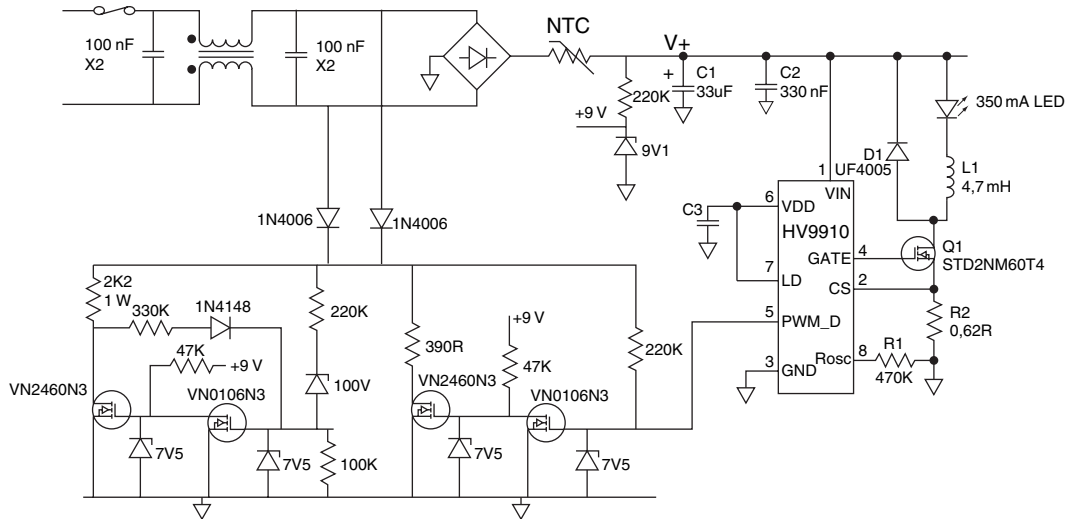 100 nF
X2
100 nF
X2
NTC
V+
+
C1
33uF
C2
330 nF
220K
+9 V
9V1
350 mA LED
D1
UF4005
L1
4,7 mH
1
VIN
6
VDD
C3
HV9910
GATE
4
Q1
STD2NM60T4
7
LD
CS
2
5
PWM_D
R2
0,62R
3
GND
Rosc
8
R1
470K
1N4006
1N4006
2K2
1 W
330K
1N4148
220K
47K
+9 V
390R
+9 V
47K
220K
VN2460N3
VN0106N3
100V
VN2460N3
VN0106N3
7V5
7V5
100K
7V5
7V5